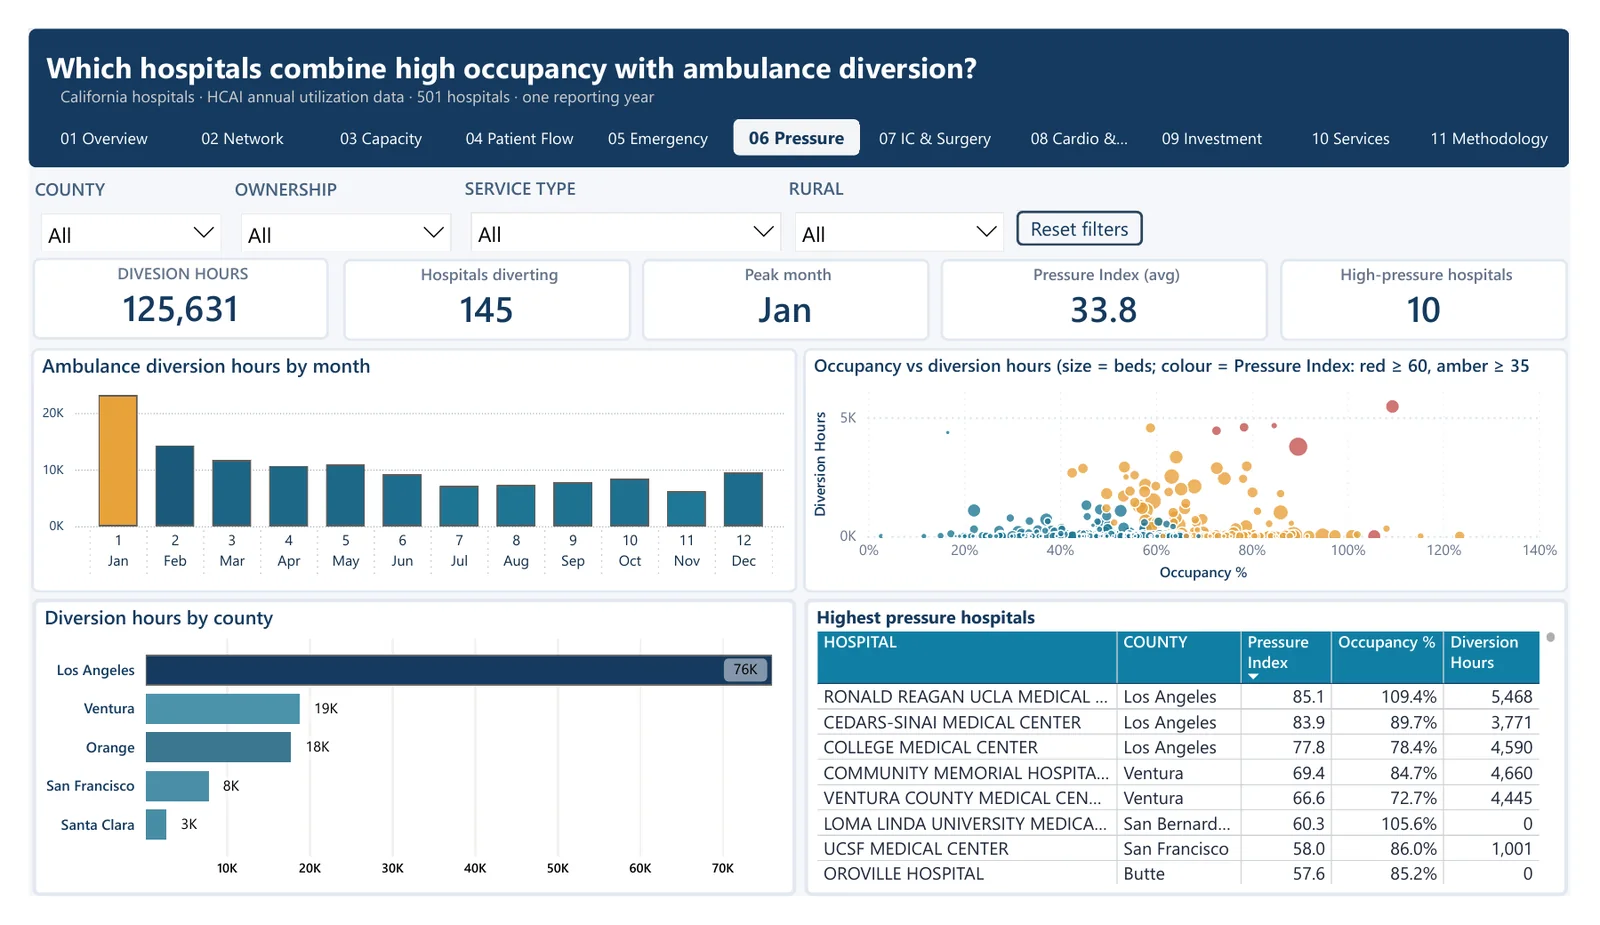 Which hospitals combine high occupancy with ambulance diversion?
California hospitals · HCAI annual utilization data · 501 hospitals · one reporting year
01 Overview 02 Network 03 Capacity 04 Patient Flow 05 Emergency 06 Pressure 07 IC & Surgery 08 Cardio &... 09 Investment 10 Services 11 Methodology
COUNTY OWNERSHIP SERVICE TYPE RURAL
All All All All Reset filters
DIVESION HOURS Hospitals diverting Peak month Pressure Index (avg) High-pressure hospitals
125,631 145 Jan 33.8 10
Ambulance diversion hours by month
20K
10K
0K
1 2 3 4 5 6 7 8 9 10 11 12
Jan Feb Mar Apr May Jun Jul Aug Sep Oct Nov Dec
Occupancy vs diversion hours (size = beds; colour = Pressure Index: red ≥ 60, amber ≥ 35
Diversion Hours
5K
0K
0% 20% 40% 60% 80% 100% 120% 140%
Occupancy %
Diversion hours by county
Los Angeles 76K
Ventura 19K
Orange 18K
San Francisco 8K
Santa Clara 3K
10K 20K 30K 40K 50K 60K 70K
Highest pressure hospitals
HOSPITAL COUNTY Pressure Index Occupancy % Diversion Hours
RONALD REAGAN UCLA MEDICAL ... Los Angeles 85.1 109.4% 5,468
CEDARS-SINAI MEDICAL CENTER Los Angeles 83.9 89.7% 3,771
COLLEGE MEDICAL CENTER Los Angeles 77.8 78.4% 4,590
COMMUNITY MEMORIAL HOSPITA... Ventura 69.4 84.7% 4,660
VENTURA COUNTY MEDICAL CEN... Ventura 66.6 72.7% 4,445
LOMA LINDA UNIVERSITY MEDICA... San Bernard... 60.3 105.6% 0
UCSF MEDICAL CENTER San Francisco 58.0 86.0% 1,001
OROVILLE HOSPITAL Butte 57.6 85.2% 0